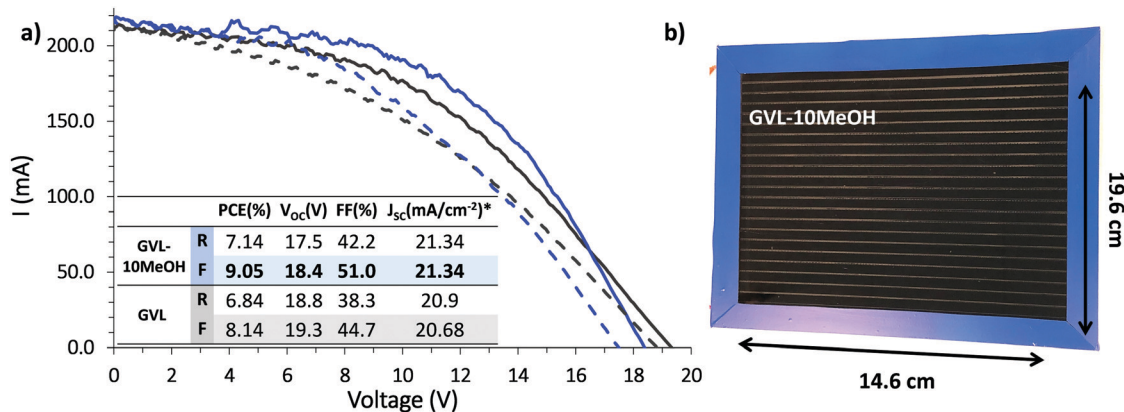 a)
I (mA)
200.0
150.0
100.0
50.0
0.0
PCE(%) V_OC(V) FF(%) J_SC(mA/cm⁻²)*
GVL-10MeOH
R 7.14 17.5 42.2 21.34
F 9.05 18.4 51.0 21.34
GVL
R 6.84 18.8 38.3 20.9
F 8.14 19.3 44.7 20.68
0 2 4 6 8 10 12 14 16 18 20
Voltage (V)
b)
GVL-10MeOH
19.6 cm
14.6 cm